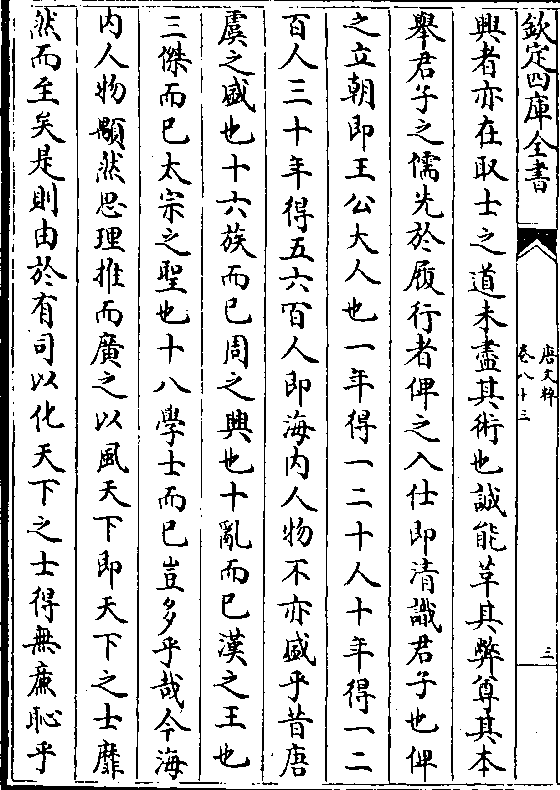 欽定四庫全書
唐文粹
卷八十三
三
興者亦在取士之道未盡其術也誠能革其弊尊其本
舉君子之儒先於履行者俾之入仕即清識君子也俾
之立朝即王公大人也一年得一二十人十年得一二
百人三十年得五六百人即海内人物不亦盛乎昔唐
虞之盛也十六族而已周之興也十亂而已漢之王也
三傑而已太宗之聖也十八學士而已豈多乎哉今海
内人物顒然思理推而廣之以風天下即天下之士靡
然而至矣是則由於有司以化天下之士得無廉恥乎